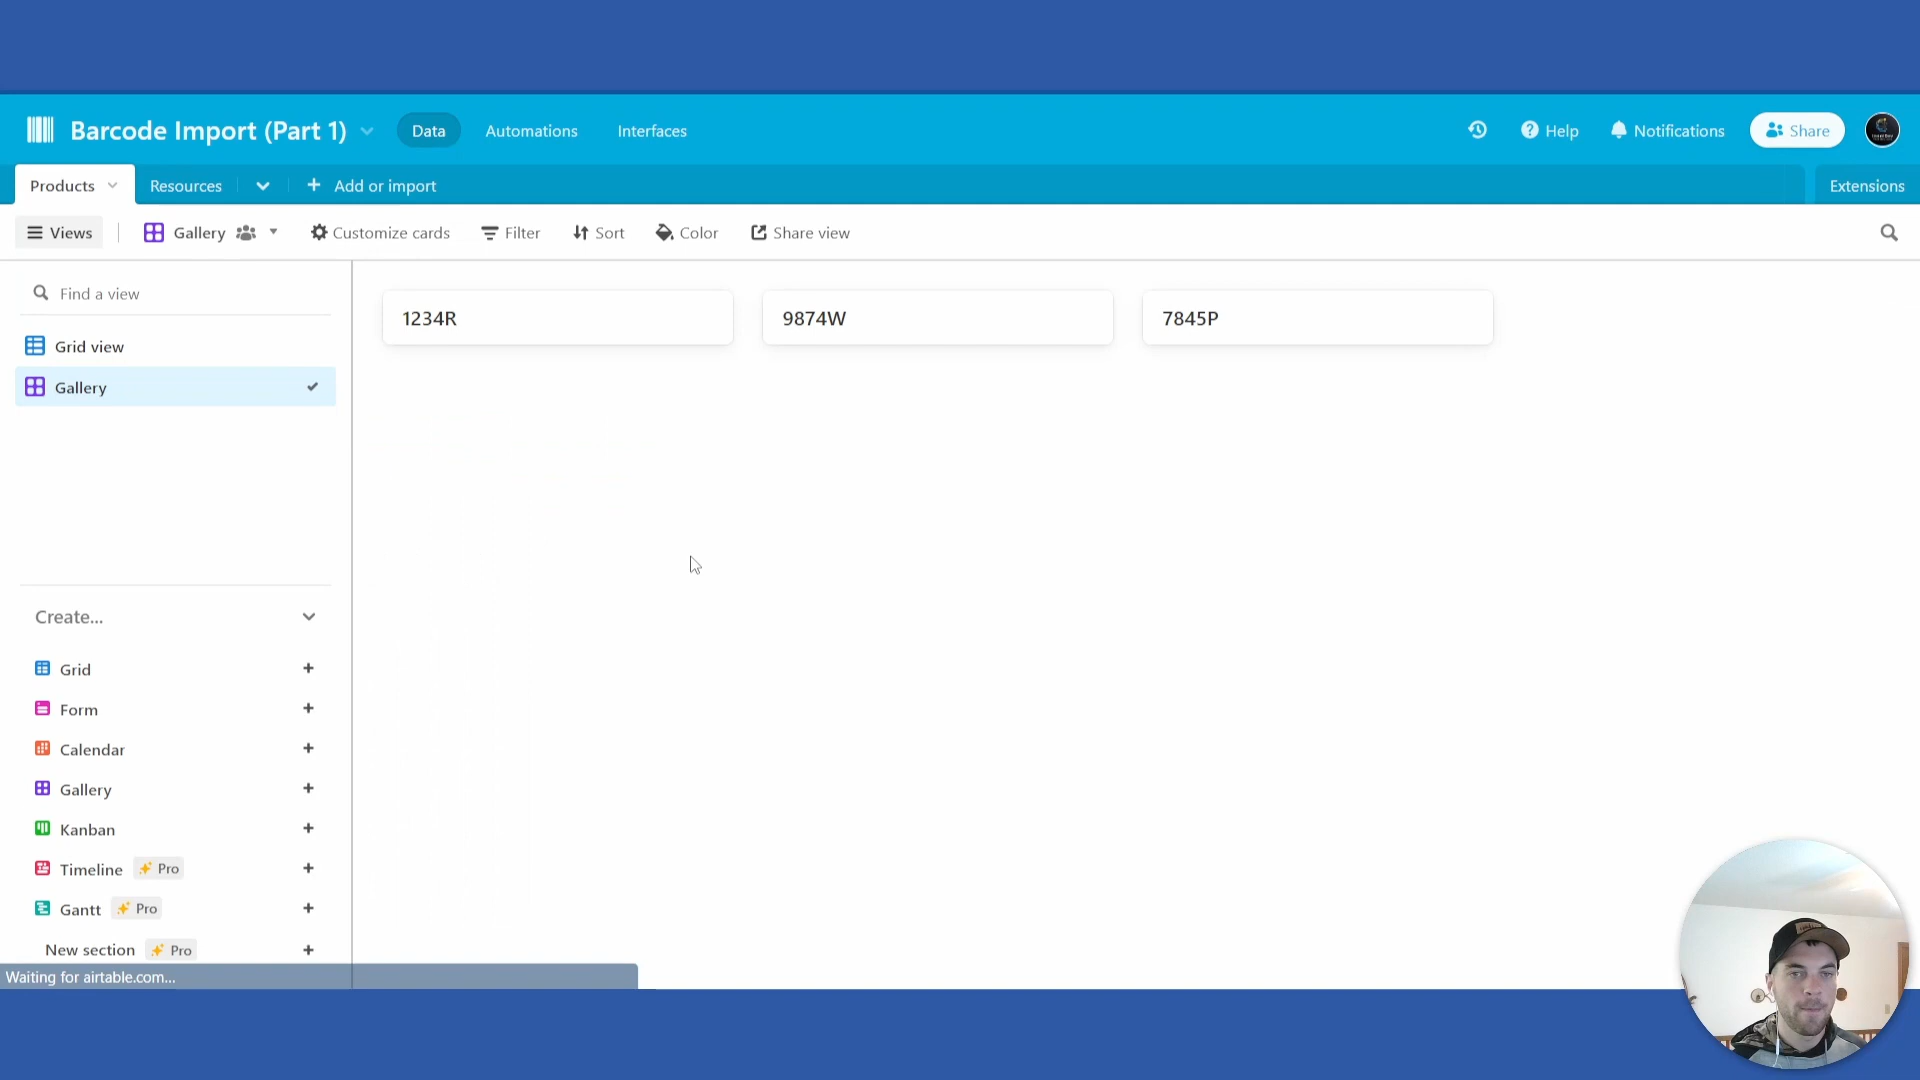 Barcode Import (Part 1)
Data
Automations
Interfaces
Help
Notifications
Share
Products
Resources
Add or import
Extensions
Views
Gallery
Customize cards
Filter
Sort
Color
Share view
Find a view
Grid view
Gallery
1234R
9874W
7845P
Create...
Grid
Form
Calendar
Gallery
Kanban
Timeline Pro
Gantt Pro
New section Pro
Waiting for airtable.com...